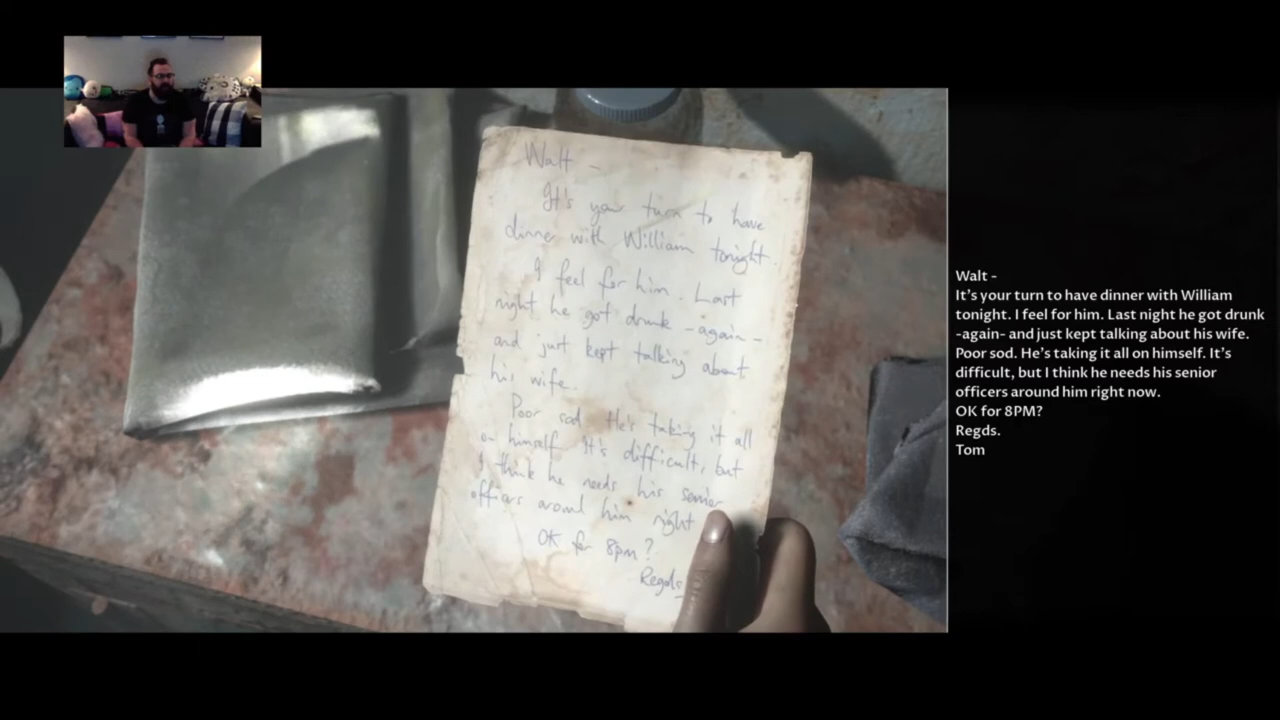 Walt -
It's your turn to have
dinner with William tonight.
I feel for him. Last
night he got drunk -again-
and just kept talking about
his wife.
Poor sod. He's taking it all
on himself. It's difficult, but
I think he needs his senior
officers around him right
OK for 8pm?
Regds.
Walt -
It's your turn to have dinner with William
tonight. I feel for him. Last night he got drunk
-again- and just kept talking about his wife.
Poor sod. He's taking it all on himself. It's
difficult, but I think he needs his senior
officers around him right now.
OK for 8PM?
Regds.
Tom